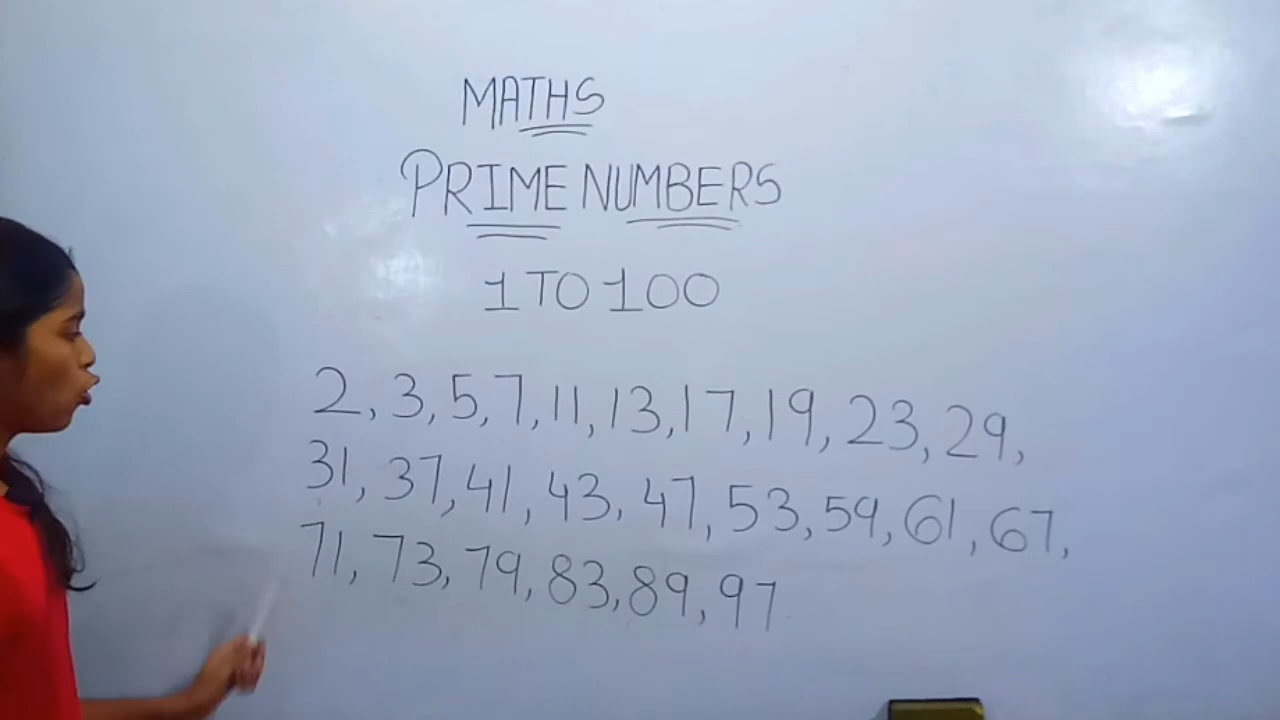 MATHS
PRIME NUMBERS
1 TO 100
2, 3, 5, 7, 11, 13, 17, 19, 23, 29,
31, 37, 41, 43, 47, 53, 59, 61, 67,
71, 73, 79, 83, 89, 97